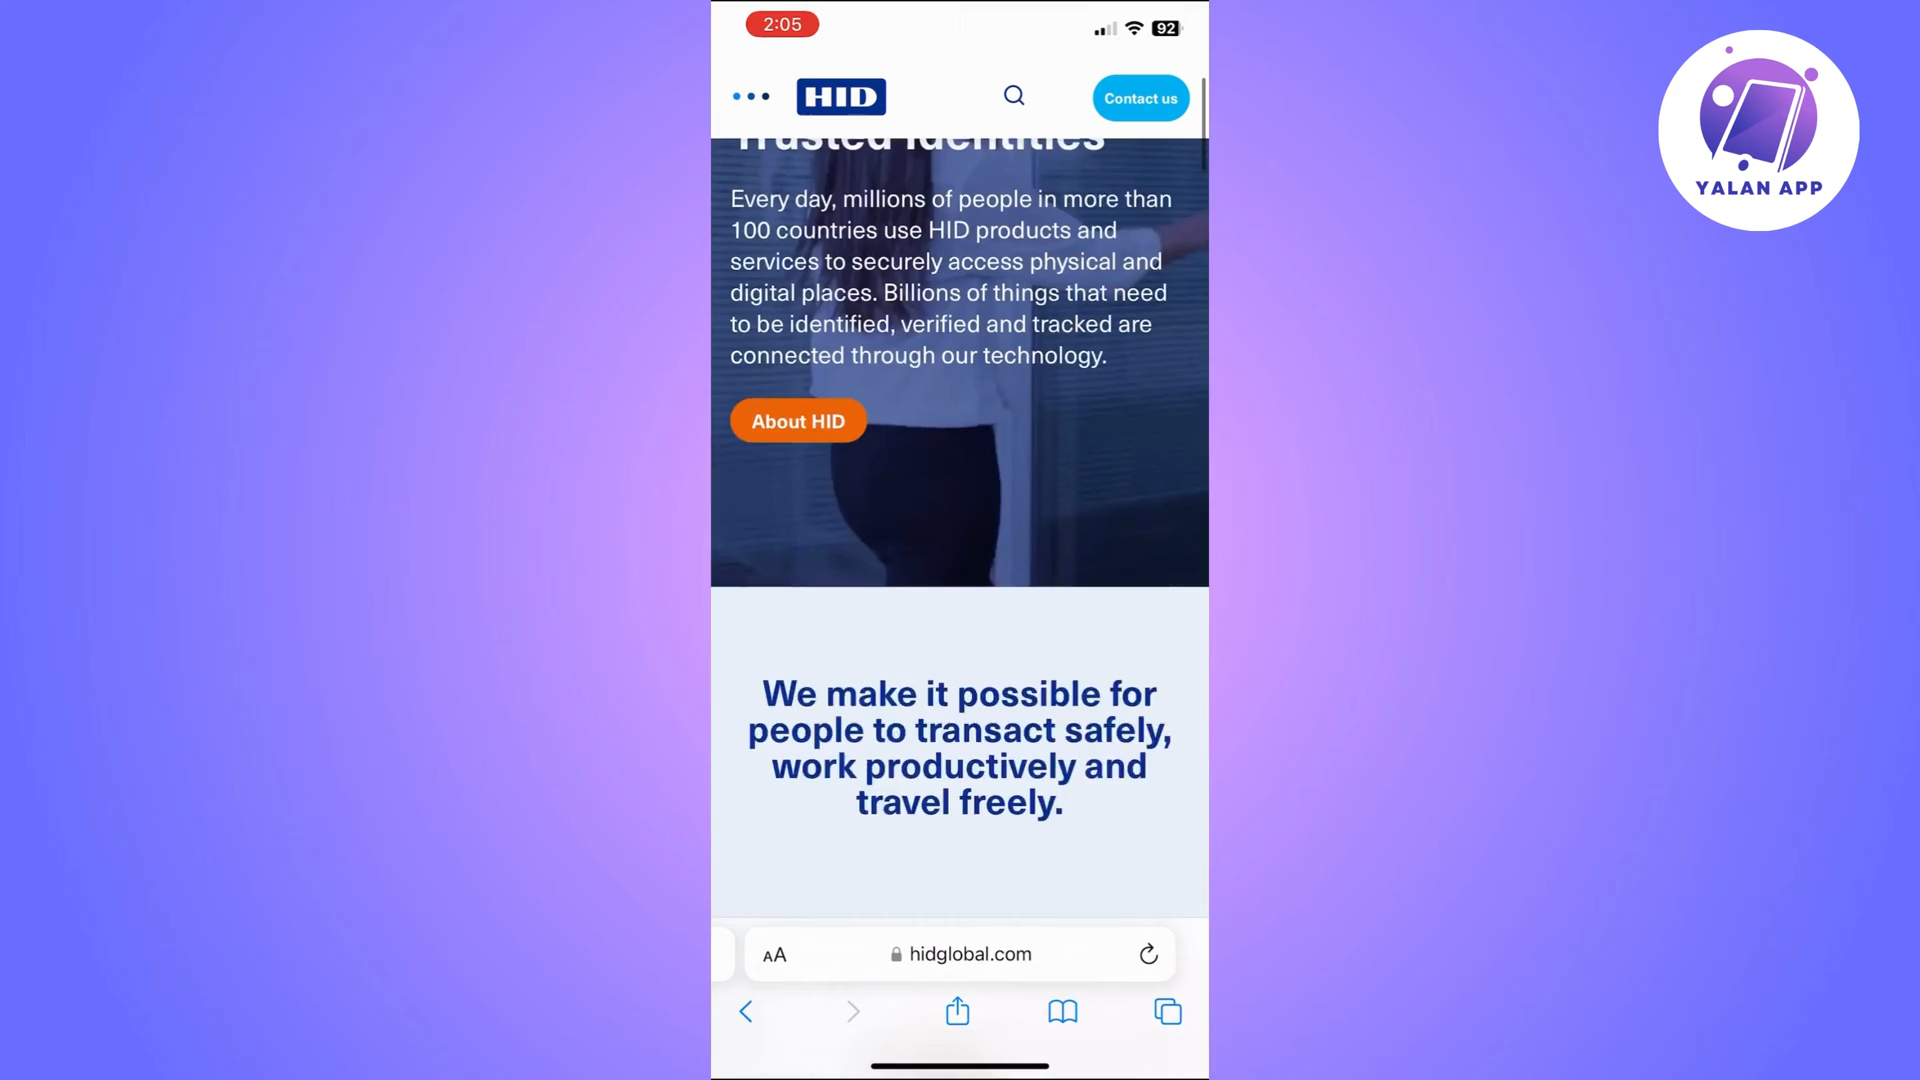 2:05
92
HID
Contact us
YALAN APP
Trusted Identities
Every day, millions of people in more than
100 countries use HID products and
services to securely access physical and
digital places. Billions of things that need
to be identified, verified and tracked are
connected through our technology.
About HID
We make it possible for
people to transact safely,
work productively and
travel freely.
AA
hidglobal.com